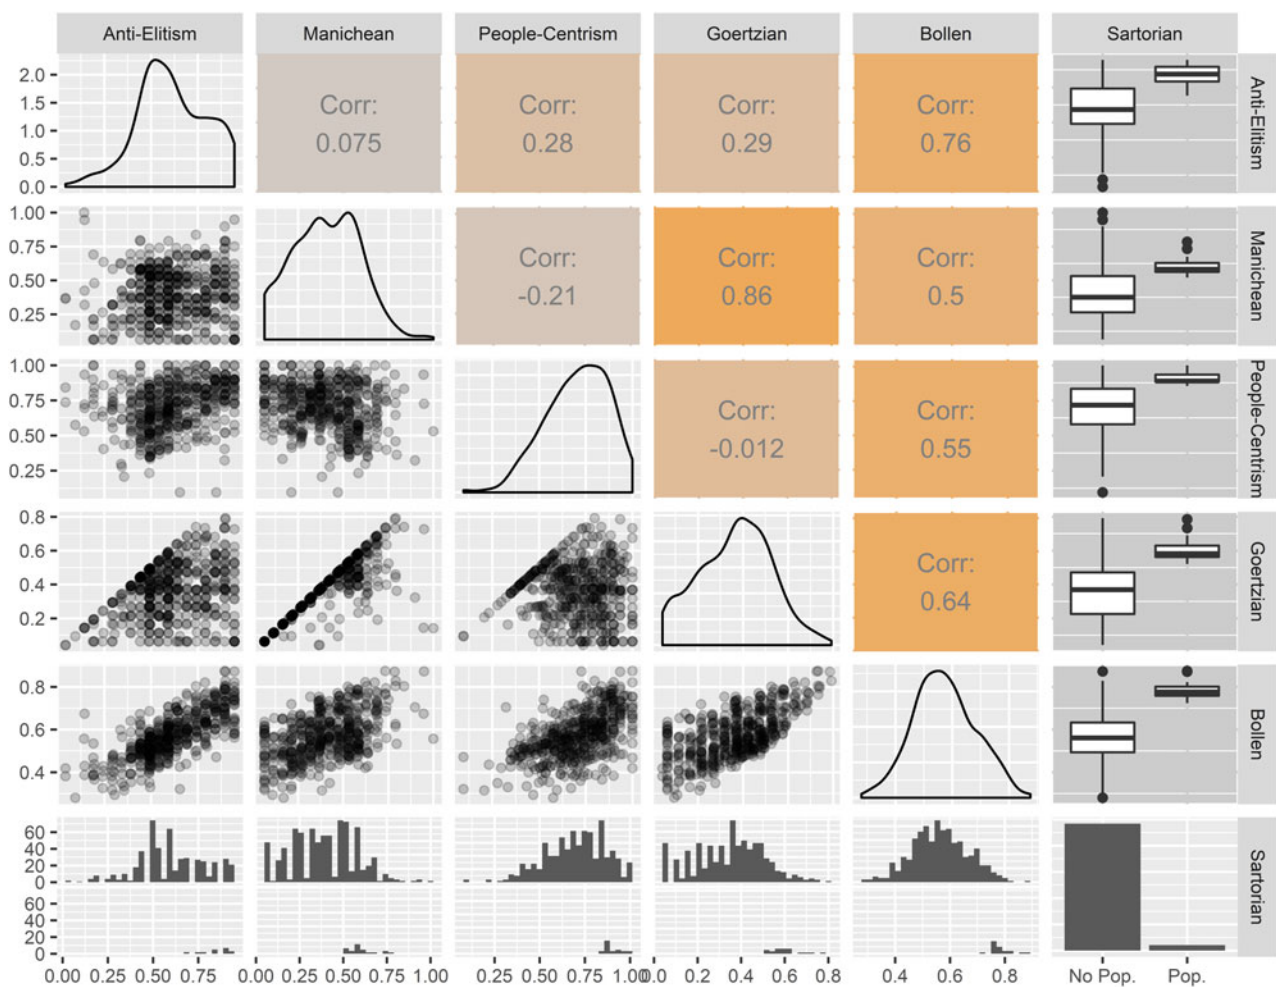 Anti-Elitism Manichean People-Centrism Goertzian Bollen Sartorian
2.0
1.5
1.0
0.5
0.0
Corr:
0.075
Corr:
0.28
Corr:
0.29
Corr:
0.76
Anti-Elitism
1.00
0.75
0.50
0.25
Corr:
-0.21
Corr:
0.86
Corr:
0.5
Manichean
1.00
0.75
0.50
0.25
Corr:
-0.012
Corr:
0.55
People-Centrism
0.8
0.6
0.4
0.2
Corr:
0.64
Goertzian
0.8
0.6
0.4
Bollen
60
40
20
0
60
40
20
0
Sartorian
0.00 0.25 0.50 0.75
0.00 0.25 0.50 0.75 1.00
0.25 0.50 0.75 1.00
0.0 0.2 0.4 0.6 0.8
0.4 0.6 0.8
No Pop. Pop.